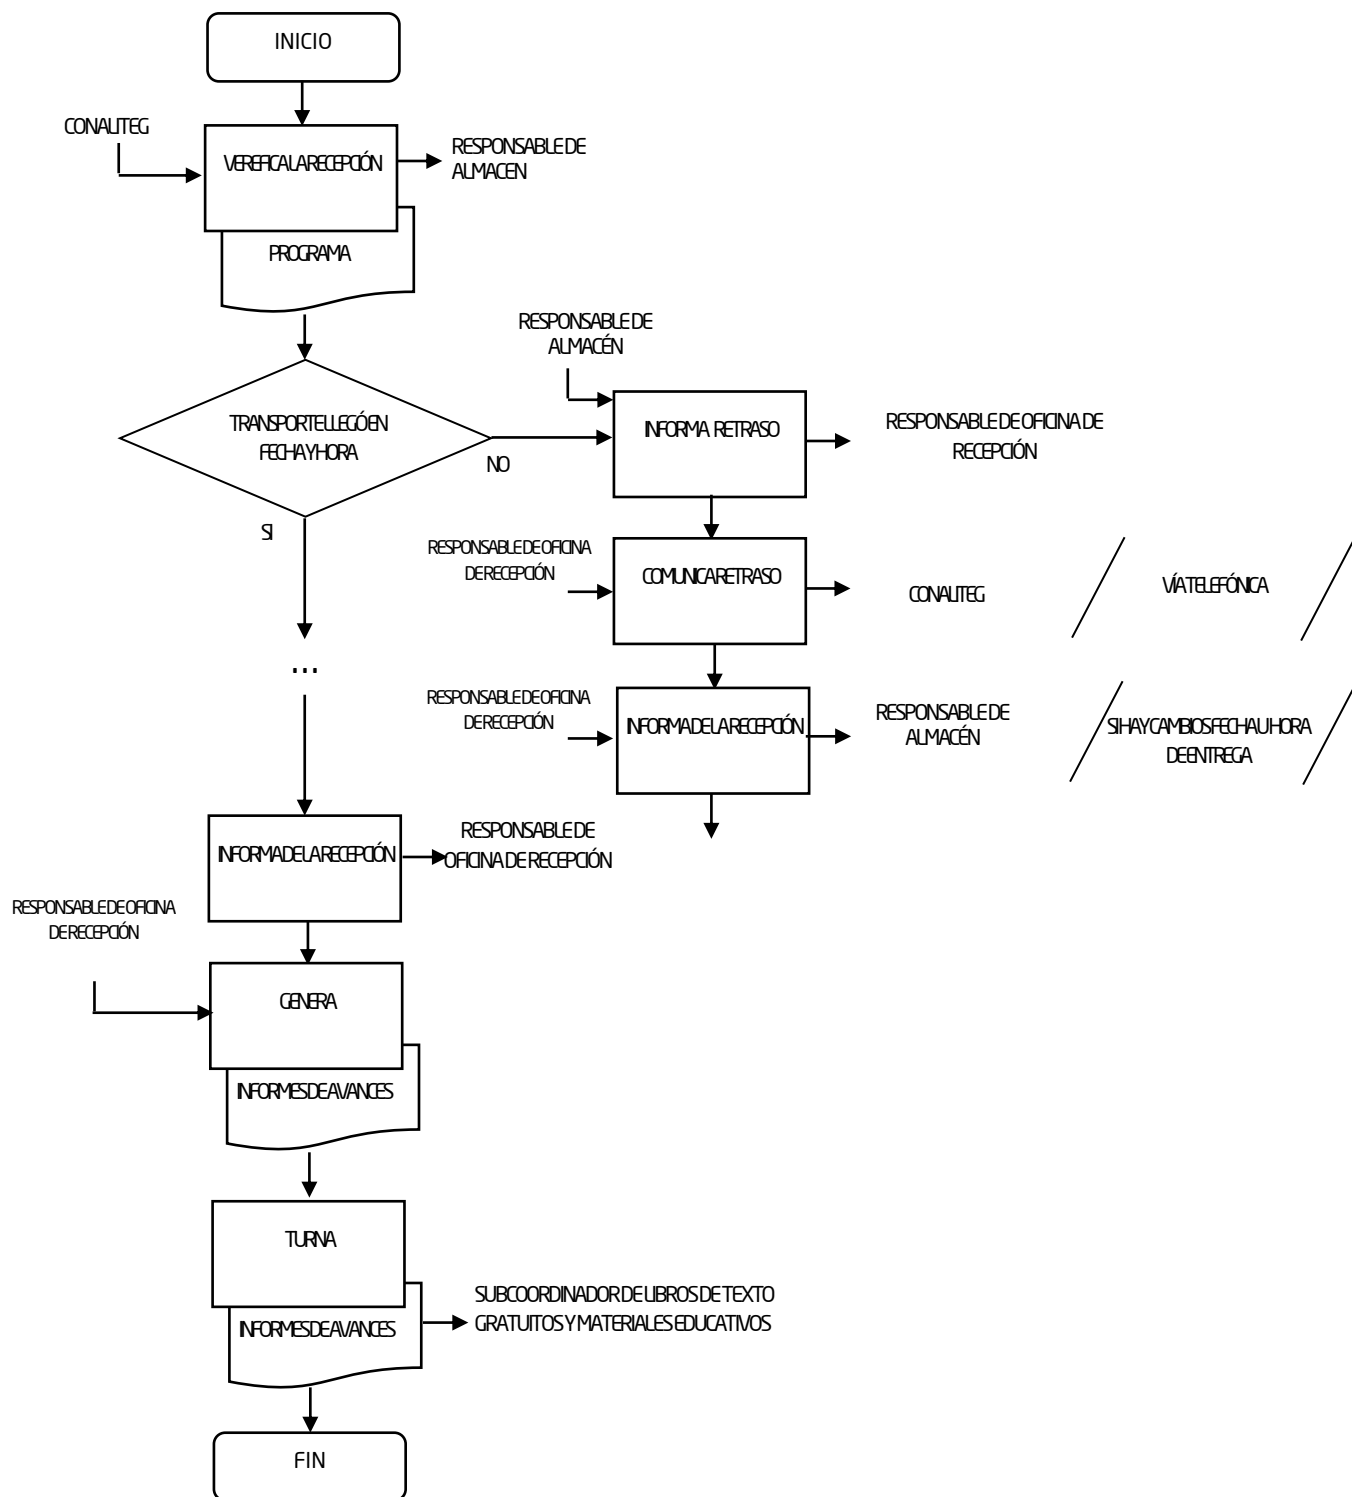 INICIO
CONALITEG
VEREFICA LA RECEPCIÓN
RESPONSABLE DE
ALMACEN
PROGRAMA
RESPONSABLE DE
ALMACÉN
TRANSPORTE LLEGÓ EN
FECHA Y HORA
NO
SI
INFORMA RETRASO
RESPONSABLE DE OFICINA DE
RECEPCIÓN
RESPONSABLE DE OFICINA
DE RECEPCIÓN
COMUNICA RETRASO
CONALITEG
VÍA TELEFÓNICA
...
RESPONSABLE DE OFICINA
DE RECEPCIÓN
INFORMA DE LA RECEPCIÓN
RESPONSABLE DE
ALMACÉN
SI HAY CAMBIOS FECHA U HORA
DE ENTREGA
INFORMA DE LA RECEPCIÓN
RESPONSABLE DE
OFICINA DE RECEPCIÓN
RESPONSABLE DE OFICINA
DE RECEPCIÓN
GENERA
INFORMES DE AVANCES
TURNA
INFORMES DE AVANCES
SUBCOORDINADOR DE LIBROS DE TEXTO
GRATUITOS Y MATERIALES EDUCATIVOS
FIN